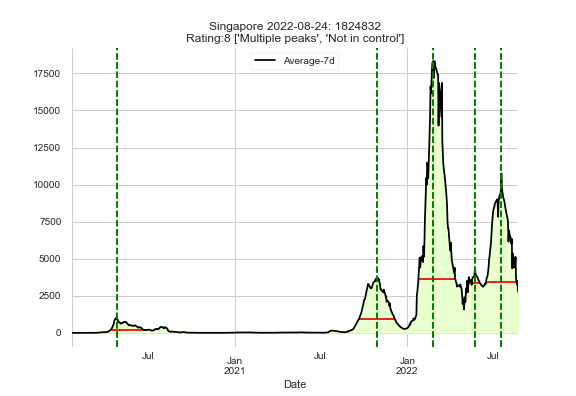 Singapore 2022-08-24: 1824832
Rating:8 ['Multiple peaks', 'Not in control']
Average-7d
17500
15000
12500
10000
7500
5000
2500
0
Jul
Jan
2021
Jul
Jan
2022
Jul
Date